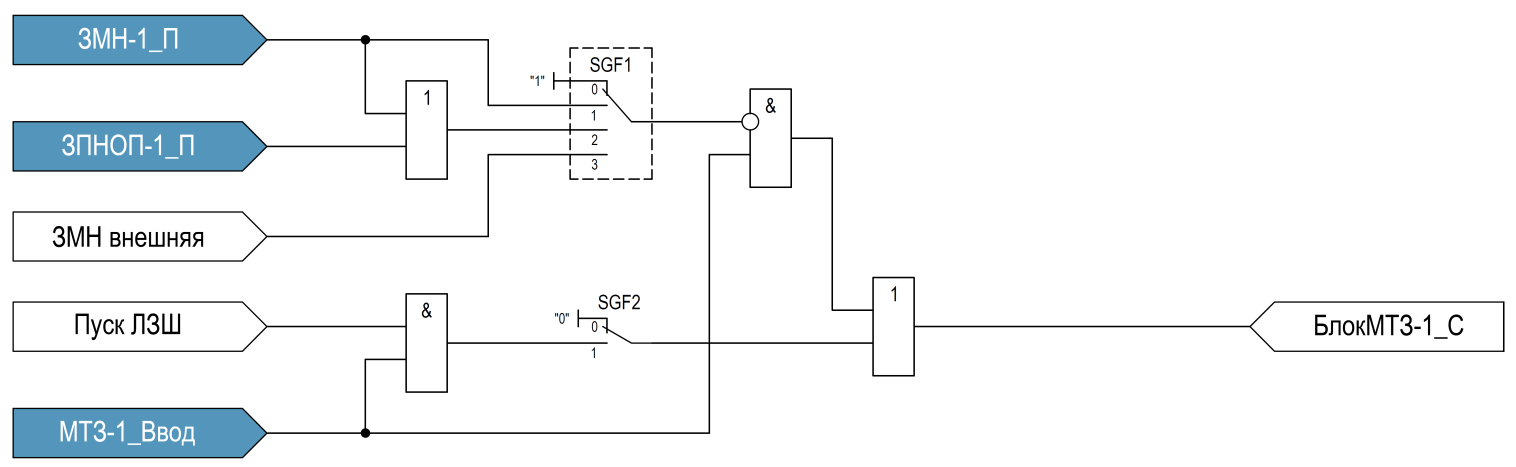 ЗМН-1_П
SGF1
"1"
0
1
&
1
1
2
3
ЗПНОП-1_П
ЗМН внешняя
Пуск ЛЗШ
&
SGF2
"0"
0
1
1
БлокМТЗ-1_С
МТЗ-1_Ввод